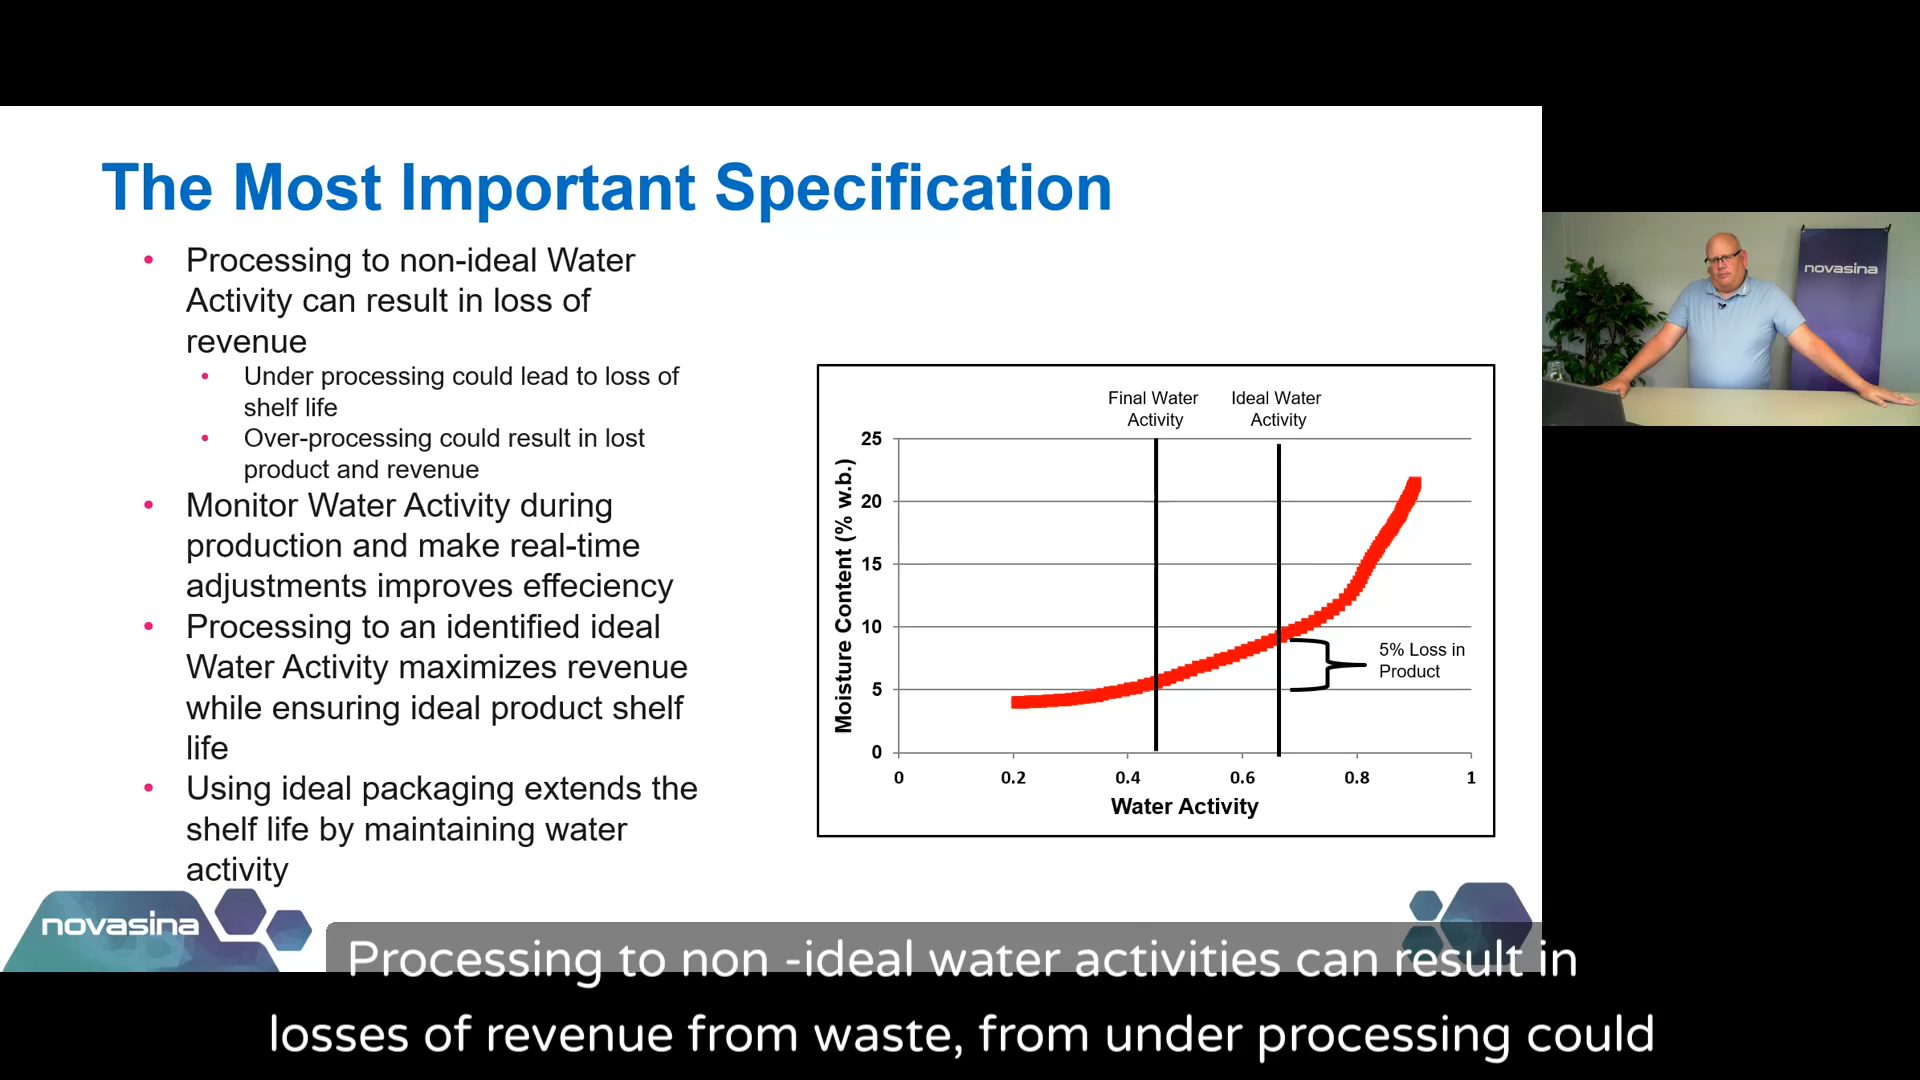 The Most Important Specification
• Processing to non-ideal Water
Activity can result in loss of
revenue
• Under processing could lead to loss of
shelf life
• Over-processing could result in lost
product and revenue
• Monitor Water Activity during
production and make real-time
adjustments improves effeciency
• Processing to an identified ideal
Water Activity maximizes revenue
while ensuring ideal product shelf
life
• Using ideal packaging extends the
shelf life by maintaining water
activity
Final Water
Activity
Ideal Water
Activity
25
20
15
10
5
0
Moisture Content (% w.b.)
5% Loss in
Product
0 0.2 0.4 0.6 0.8 1
Water Activity
novasina
novasina
Processing to non -ideal water activities can result in
losses of revenue from waste, from under processing could